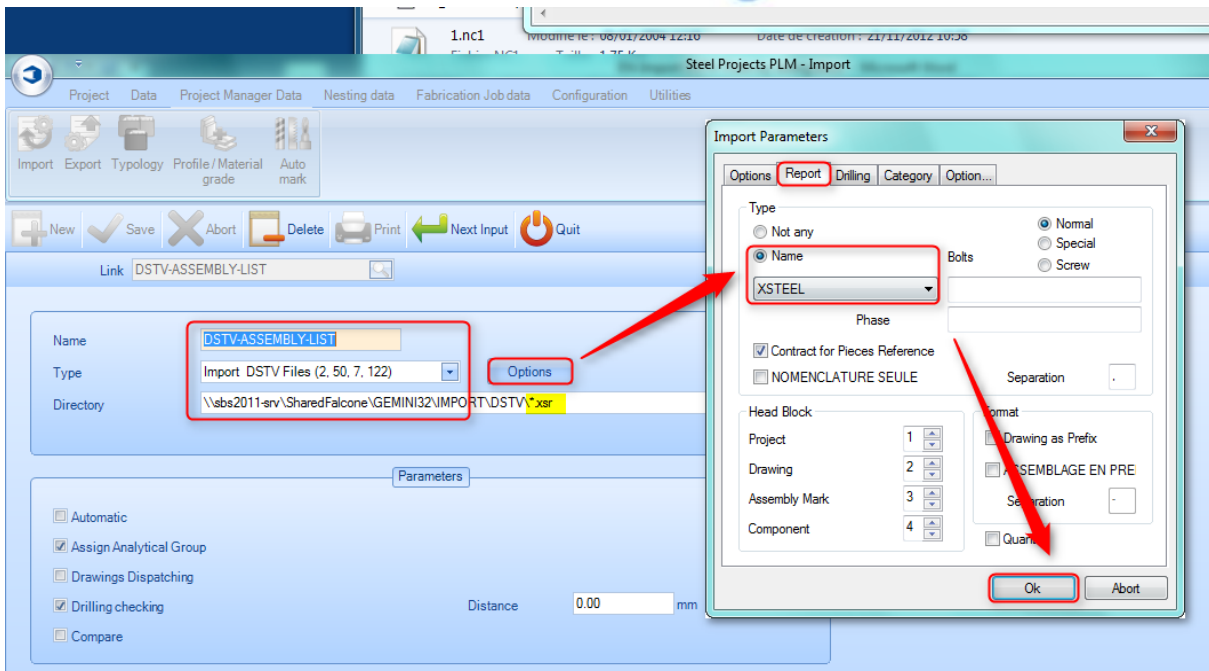 1.nc1 Modifié le : 08/01/2004 12:16 Date de création : 21/11/2012 10:58
Steel Projects PLM - Import
Project Data Project Manager Data Nesting data Fabrication Job data Configuration Utilities
Import Export Typology Profile / Material grade Auto mark
New Save Abort Delete Print Next Input Quit
Link DSTV-ASSEMBLY-LIST
Name DSTV-ASSEMBLY-LIST
Type Import DSTV Files (2, 50, 7, 122) Options
Directory \\sbs2011-srv\SharedFalcone\GEMINI32\IMPORT\DSTV\*.xsr
Parameters
Automatic
Assign Analytical Group
Drawings Dispatching
Drilling checking Distance 0.00 mm
Compare
Import Parameters
Options Report Drilling Category Option...
Type
Not any Normal
Name Bolts Special
Screw
XSTEEL
Phase
Contract for Pieces Reference
NOMENCLATURE SEULE Separation .
Head Block
Project 1
Drawing 2
Assembly Mark 3
Component 4
Drawing as Prefix
ASSEMBLAGE EN PRE
-
Ok Abort